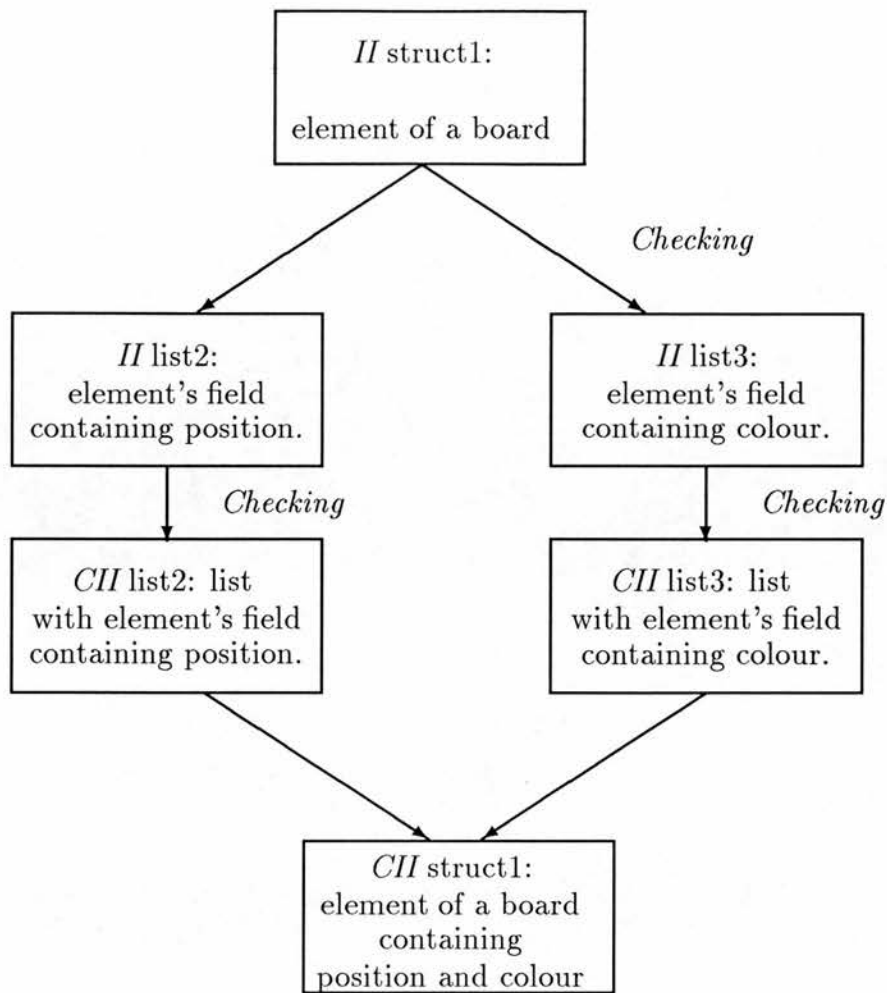 II struct1:
element of a board
Checking
II list2:
element's field
containing position.
II list3:
element's field
containing colour.
Checking
Checking
CII list2: list
with element's field
containing position.
CII list3: list
with element's field
containing colour.
CII struct1:
element of a board
containing
position and colour